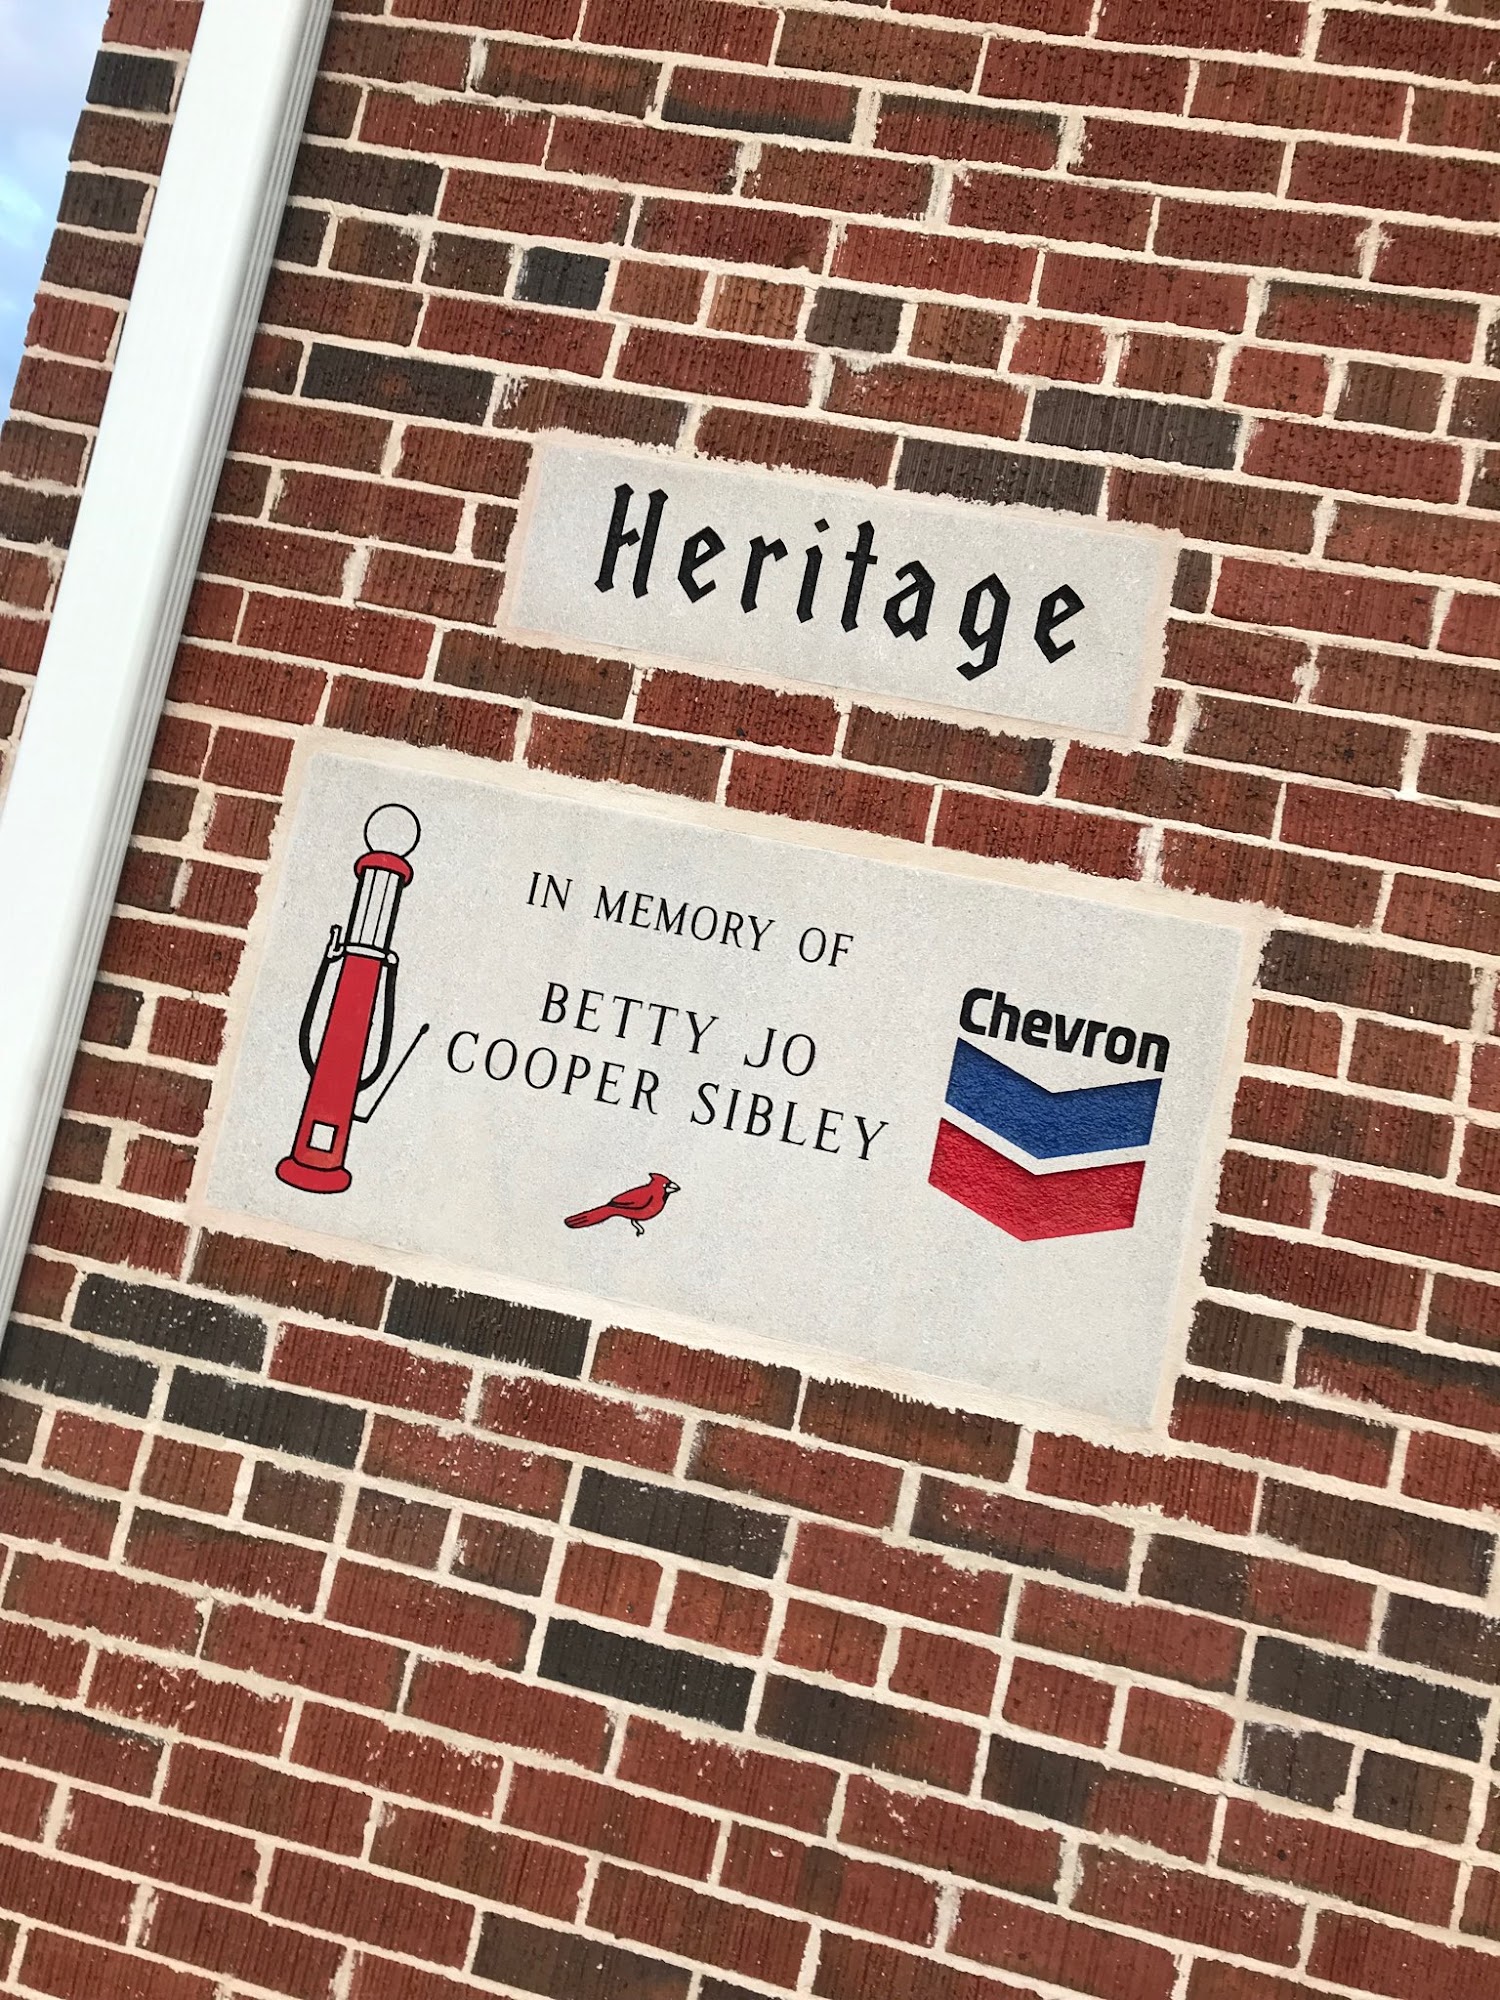 Heritage
IN MEMORY OF
BETTY JO
COOPER SIBLEY
Chevron